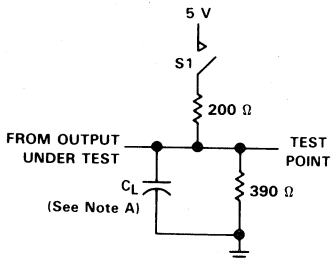 5 V
S1
200 Ω
FROM OUTPUT
UNDER TEST
TEST
POINT
CL
(See Note A)
390 Ω